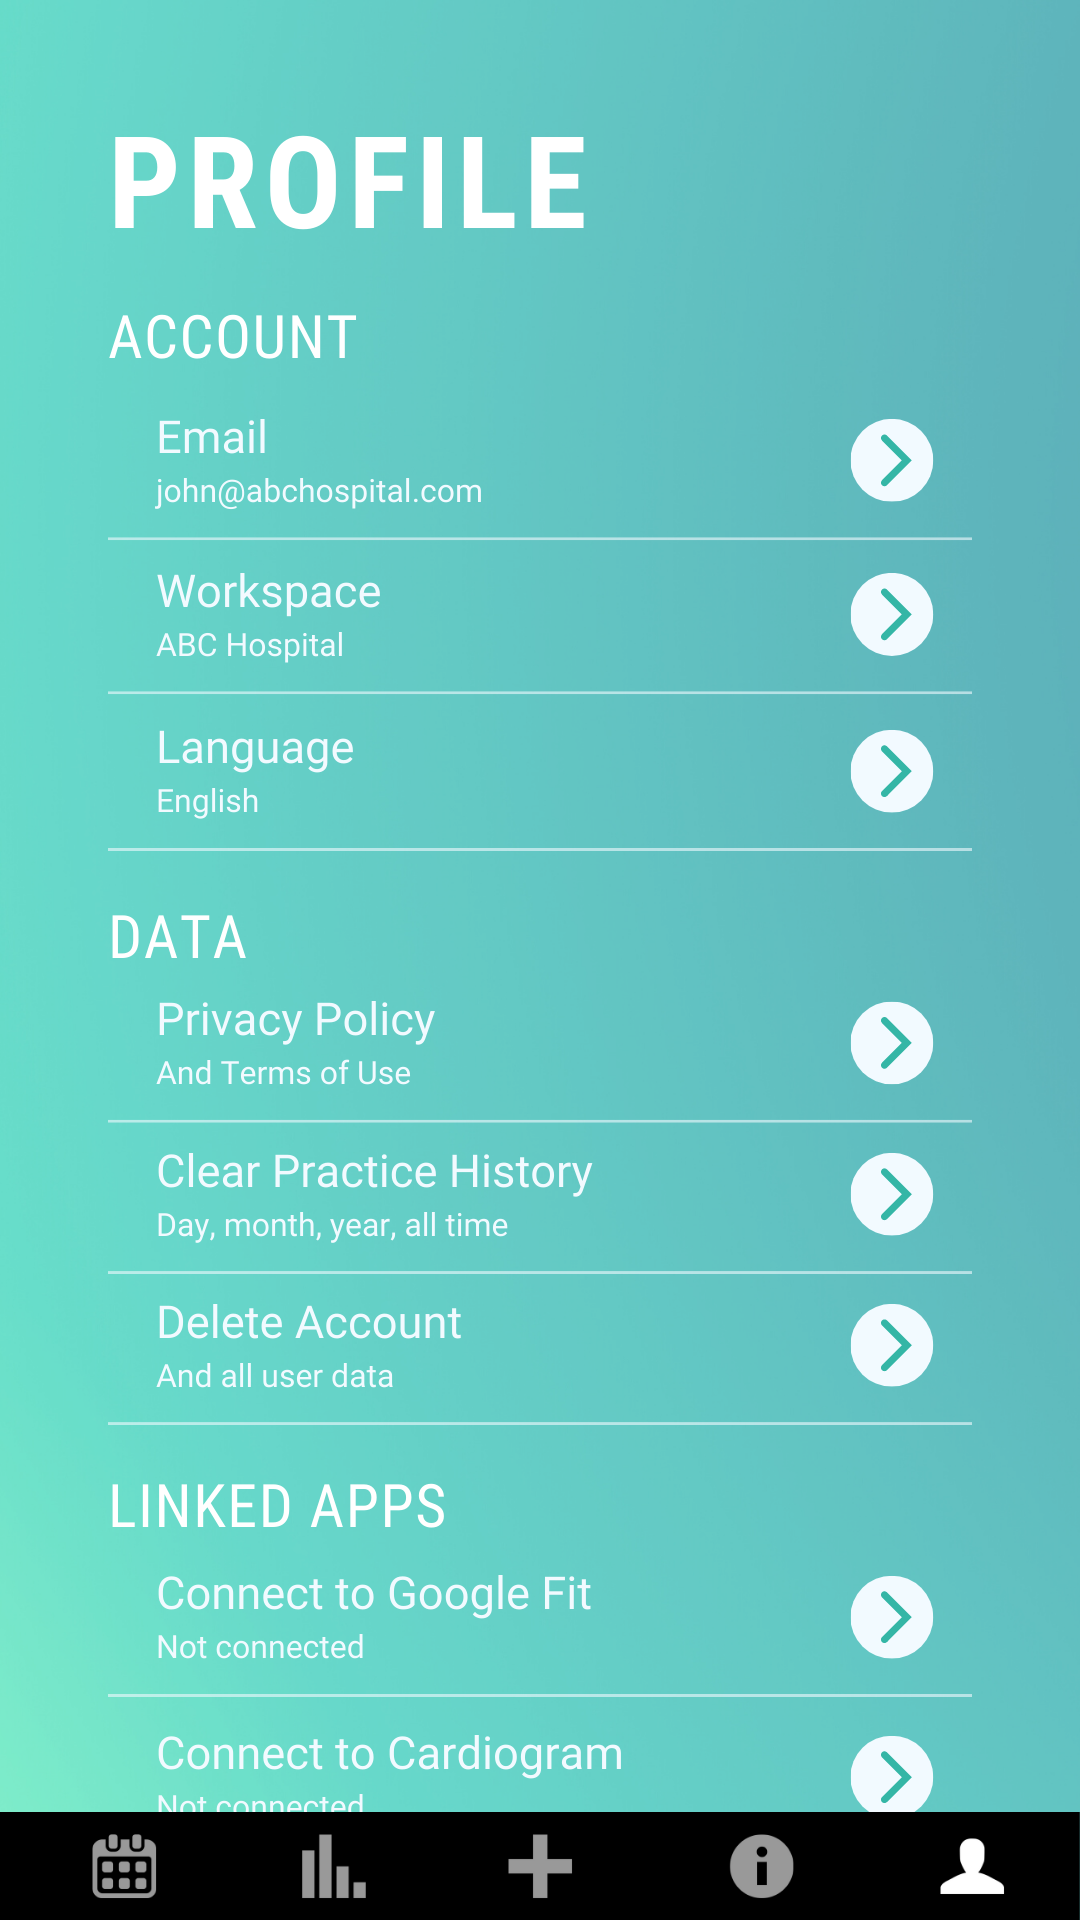 PROFILE
ACCOUNT
Email
john@abchospital.com
Workspace
ABC Hospital
Language
English
DATA
Privacy Policy
And Terms of Use
Clear Practice History
Day, month, year, all time
Delete Account
And all user data
LINKED APPS
Connect to Google Fit
Not connected
Connect to Cardiogram
Not connected